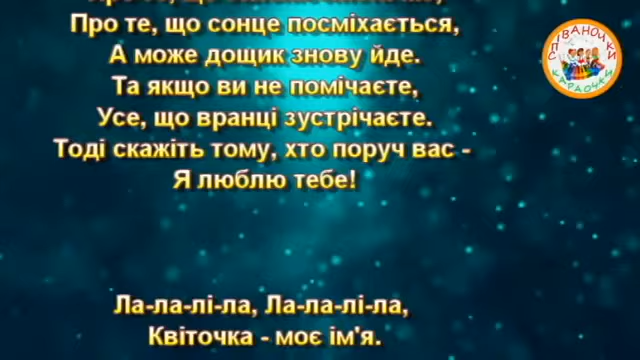 Про те, що сонце посміхається,
А може дощик знову йде.
Та якщо ви не помічаєте,
Усе, що вранці зустрічаєте.
Тоді скажіть тому, хто поруч вас -
Я люблю тебе!
Ла-ла-лі-ла, Ла-ла-лі-ла,
Квіточка - моє ім'я.